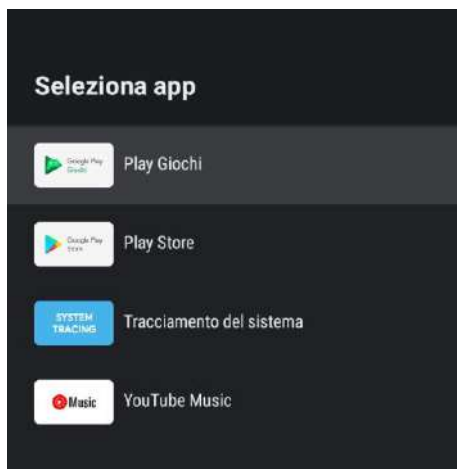 Seleziona app
Google Play
Giochi
Play Giochi
Google Play
Store
Play Store
SYSTEM
TRACING
Tracciamento del sistema
Music
YouTube Music